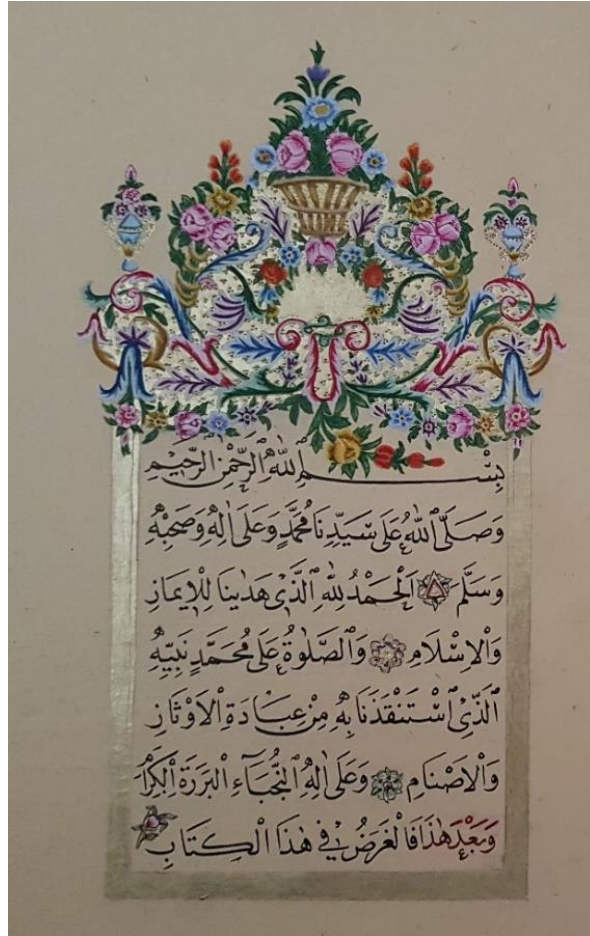 بِسْمِ اللّٰهِ الرَّحْمٰنِ الرَّحِيْمِ
وَصَلَّى اللّٰهُ عَلٰى سَيِّدِنَا مُحَمَّدٍ وَعَلٰى اٰلِهٖ وَصَحْبِهٖ
وَسَلَّمَ اَلْحَمْدُ لِلّٰهِ الَّذِيْ هَدٰينَا لِلْاِيمَانِ
وَالْاِسْلَامِ وَالصَّلٰوةُ عَلٰى مُحَمَّدٍ نَبِيِّهِ
الَّذِيْ اسْتَنْقَذَنَا بِهٖ مِنْ عِبَادَةِ الْاَوْثَانِ
وَالْاَصْنَامِ وَعَلٰى اٰلِهِ النُّجَبَاءِ الْبَرَرَةِ الْكِرَامِ
وَبَعْدَ هٰذَا فَالْغَرَضُ فِيْ هٰذَا الْكِتَابِ